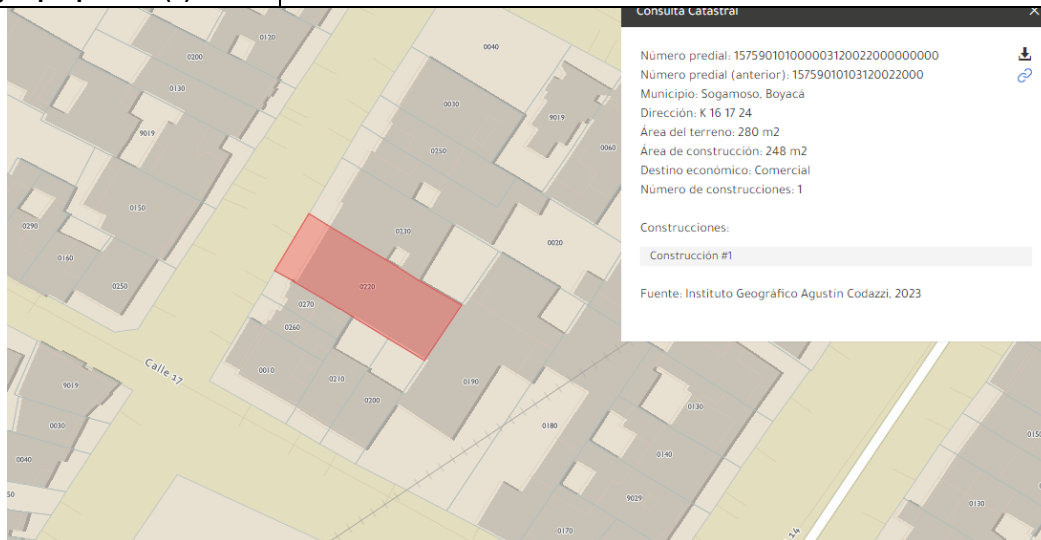 Consulta Catastral
Número predial: 157590101000003120022000000000
Número predial (anterior): 15759010103120022000
Municipio: Sogamoso, Boyacá
Dirección: K 16 17 24
Área del terreno: 280 m2
Área de construcción: 248 m2
Destino económico: Comercial
Número de construcciones: 1
Construcciones:
Construcción #1
Fuente: Instituto Geográfico Agustín Codazzi, 2023
0120
0040
0200
0130
0030
9019
9019
0060
0250
0150
0290
0230
0020
0160
0250
0220
0270
0260
Calle 17
0010
0210
0190
9019
0200
0130
0030
0180
0140
0040
50
9029
0130
0170